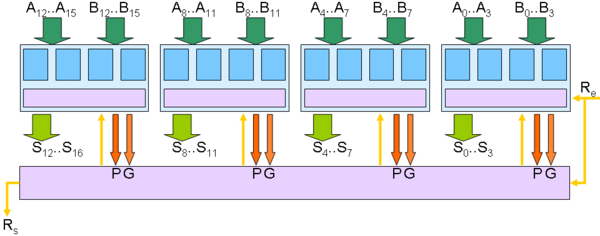 A₁₂..A₁₅ B₁₂..B₁₅ A₈..A₁₁ B₈..B₁₁ A₄..A₇ B₄..B₇ A₀..A₃ B₀..B₃
Rₑ
S₁₂..S₁₆ S₈..S₁₁ S₄..S₇ S₀..S₃
P G P G P G P G
Rₛ